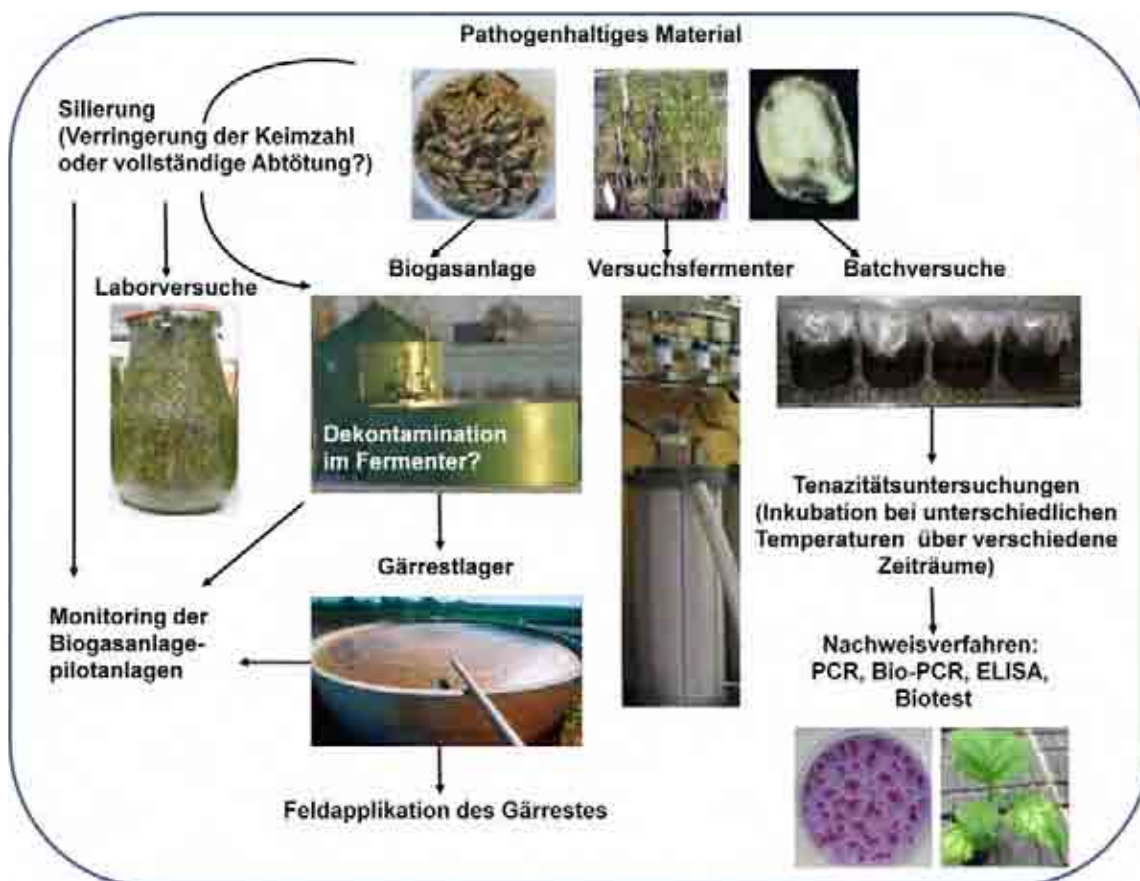 Pathogenhaltiges Material
Silierung
(Verringerung der Keimzahl
oder vollständige Abtötung?)
Biogasanlage
Versuchsfermenter
Batchversuche
Laborversuche
Dekontamination
im Fermenter?
Tenazitätsuntersuchungen
(Inkubation bei unterschiedlichen
Temperaturen über verschiedene
Zeiträume)
Gärrestlager
Monitoring der
Biogasanlage-
pilotanlagen
Nachweisverfahren:
PCR, Bio-PCR, ELISA,
Biotest
Feldapplikation des Gärrestes